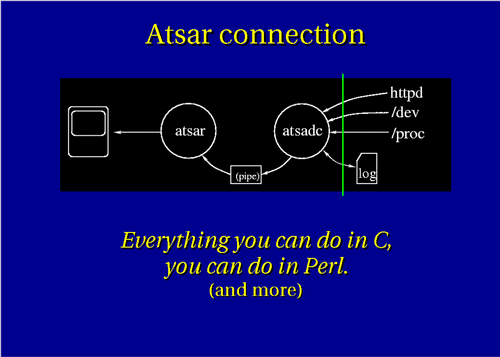 Atsar connection
httpd
/dev
atsar
atsadc
/proc
(pipe)
log
Everything you can do in C,
you can do in Perl.
(and more)